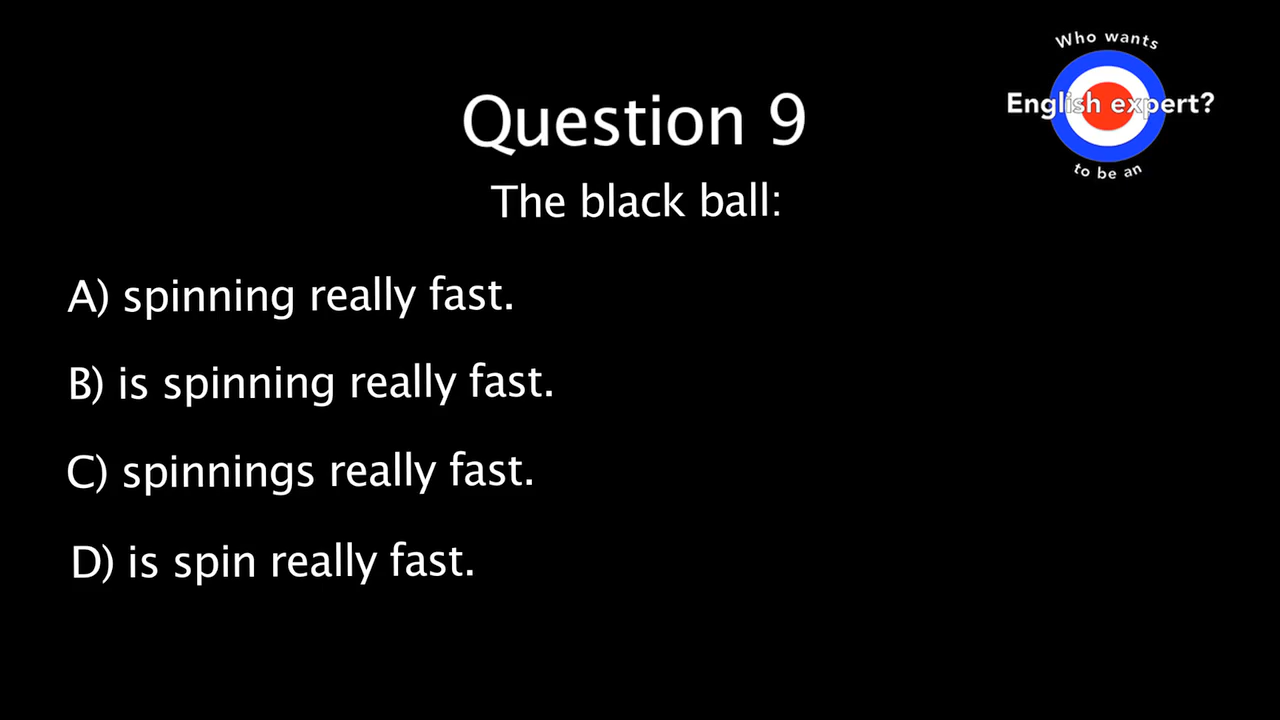 Who wants
English expert?
to be an
Question 9
The black ball:
A) spinning really fast.
B) is spinning really fast.
C) spinnings really fast.
D) is spin really fast.